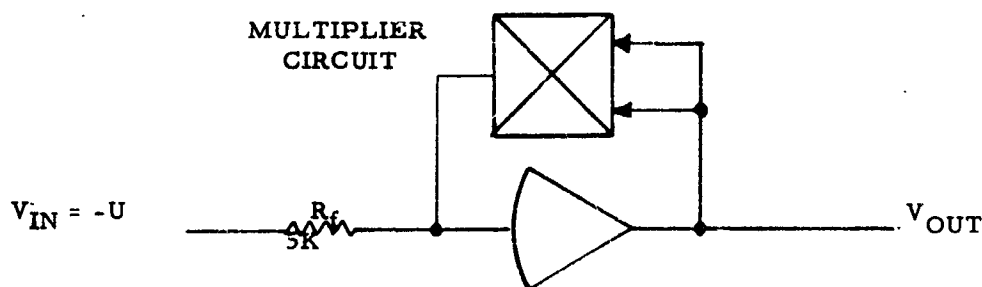 MULTIPLIER
CIRCUIT
V_IN = -U
R_f
5K
V_OUT